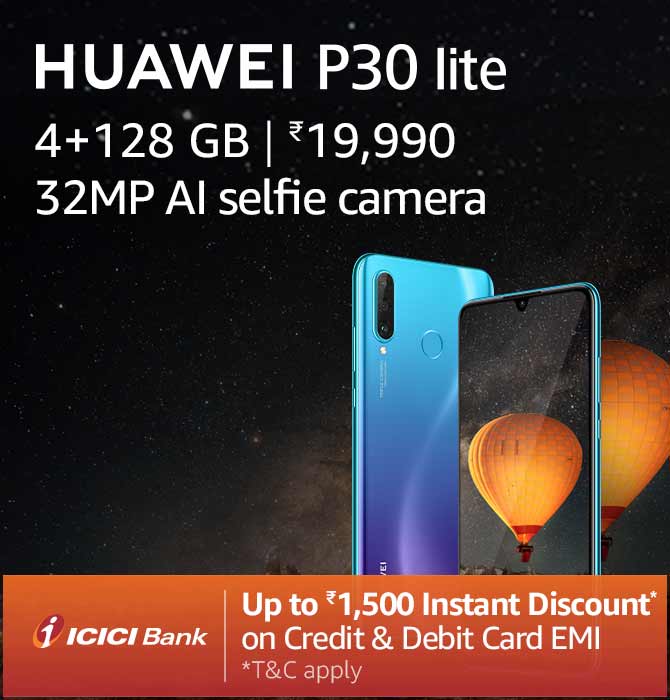 HUAWEI P30 lite
4+128 GB | ₹19,990
32MP AI selfie camera
ICICI Bank
Up to ₹1,500 Instant Discount*
on Credit & Debit Card EMI
*T&C apply